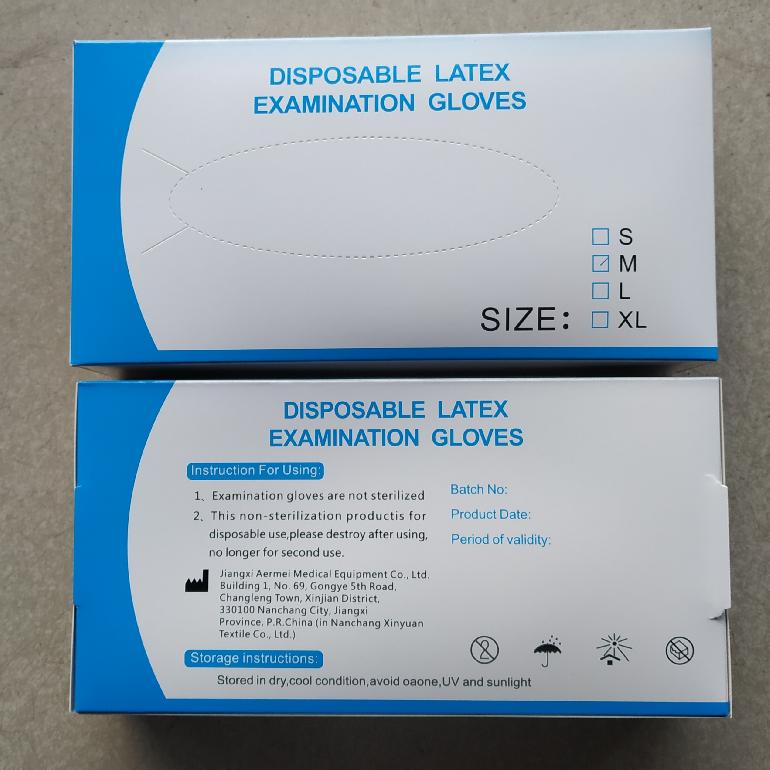 DISPOSABLE LATEX
EXAMINATION GLOVES
S
M
L
SIZE: XL
DISPOSABLE LATEX
EXAMINATION GLOVES
Instruction For Using:
1、Examination gloves are not sterilized
2、This non-sterilization productis for
disposable use,please destroy after using,
no longer for second use.
Batch No:
Product Date:
Period of validity:
Jiangxi Aermei Medical Equipment Co., Ltd.
Building 1, No. 69, Gongye 5th Road,
Changleng Town, Xinjian District,
330100 Nanchang City, Jiangxi
Province, P.R.China (in Nanchang Xinyuan
Textile Co., Ltd.)
2
Storage instructions:
Stored in dry,cool condition,avoid oaone,UV and sunlight